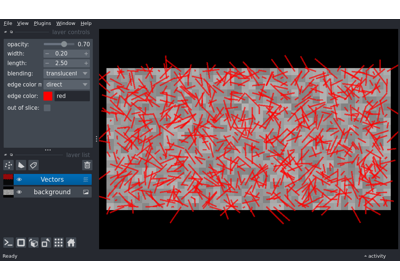 File View Plugins Window Help
layer controls
opacity: 0.70
width: 0.20
length: 2.50
blending: translucent
edge color m direct
edge color: red
out of slice:
layer list
Vectors
background
Ready activity